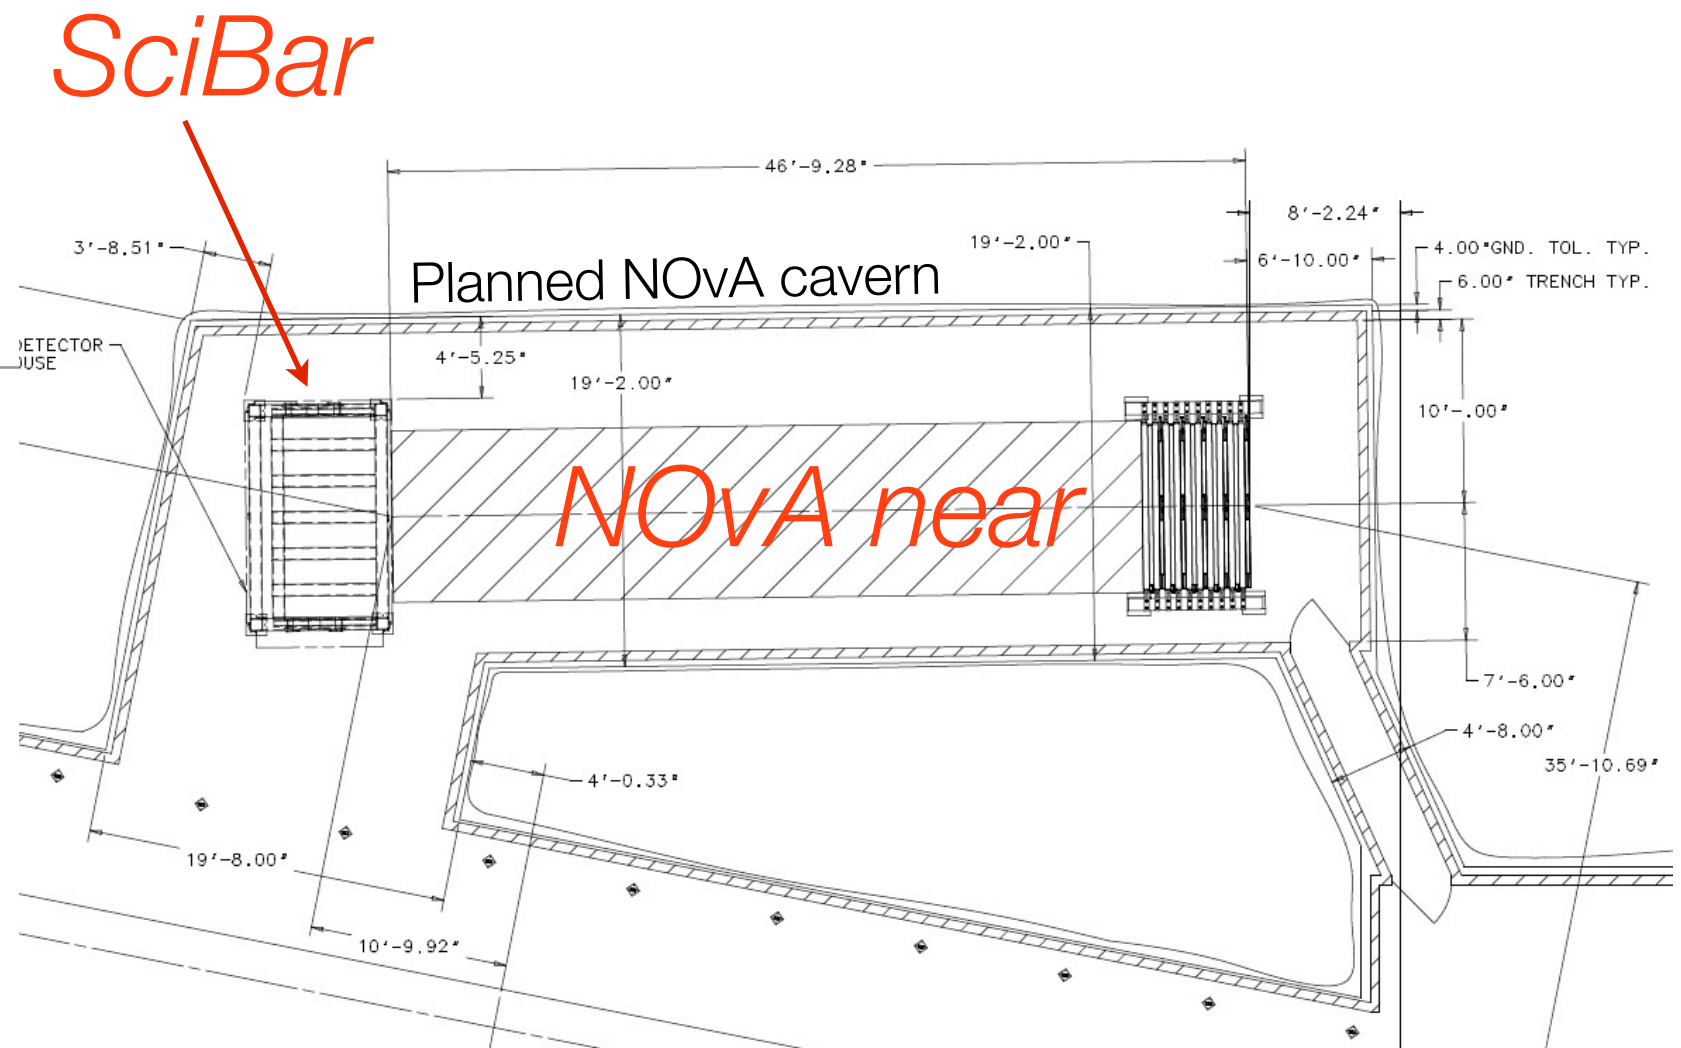 SciBar
46'-9.28"
8'-2.24"
3'-8.51"
19'-2.00"
4.00"GND. TOL. TYP.
6'-10.00"
Planned NOvA cavern
6.00" TRENCH TYP.
DETECTOR
OUSE
4'-5.25"
19'-2.00"
10'-.00"
NOvA near
7'-6.00"
4'-8.00"
35'-10.69"
4'-0.33"
19'-8.00"
10'-9.92"